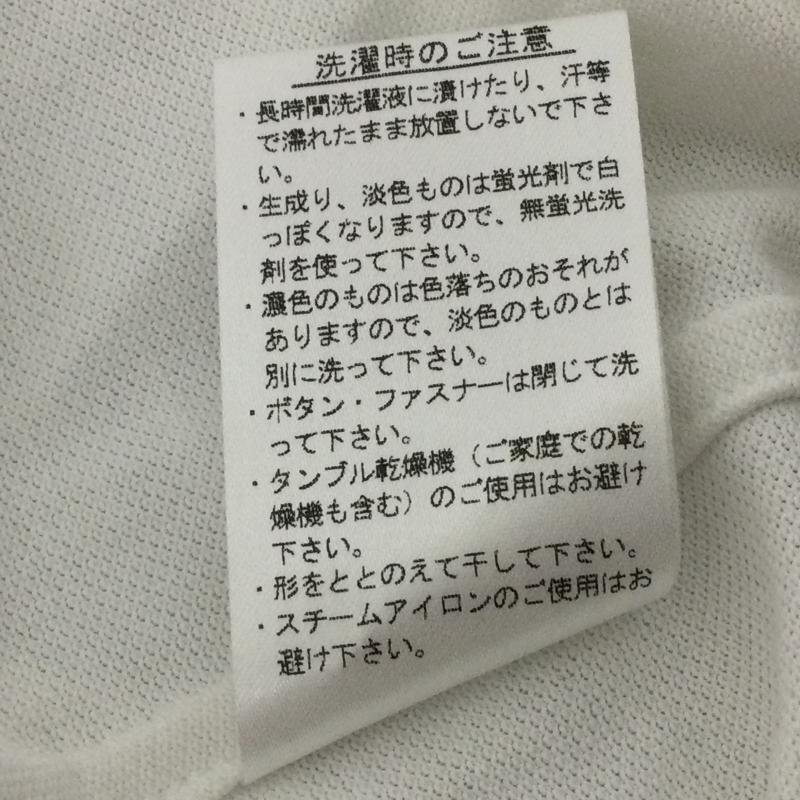 洗濯時のご注意
・長時間洗濯液に漬けたり、汗等
で濡れたまま放置しないで下さ
い。
・生成り、淡色ものは蛍光剤で白
っぽくなりますので、無蛍光洗
剤を使って下さい。
・濃色のものは色落ちのおそれが
ありますので、淡色のものとは
別に洗って下さい。
・ボタン・ファスナーは閉じて洗
って下さい。
・タンブル乾燥機（ご家庭での乾
燥機も含む）のご使用はお避け
下さい。
・形をととのえて干して下さい。
・スチームアイロンのご使用はお
避け下さい。